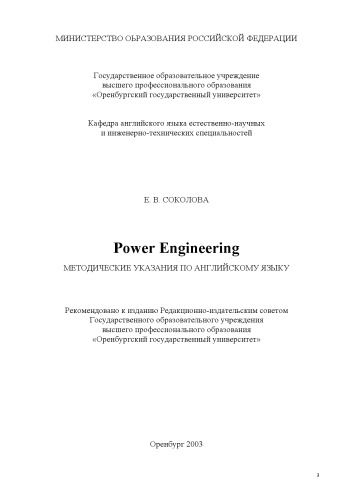 МИНИСТЕРСТВО ОБРАЗОВАНИЯ РОССИЙСКОЙ ФЕДЕРАЦИИ
Государственное образовательное учреждение
высшего профессионального образования
«Оренбургский государственный университет»
Кафедра английского языка естественно-научных
и инженерно-технических специальностей
Е. В. СОКОЛОВА
Power Engineering
МЕТОДИЧЕСКИЕ УКАЗАНИЯ ПО АНГЛИЙСКОМУ ЯЗЫКУ
Рекомендовано к изданию Редакционно-издательским советом
Государственного образовательного учреждения
высшего профессионального образования
«Оренбургский государственный университет»
Оренбург 2003